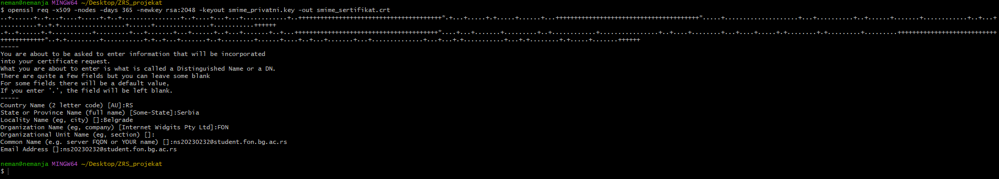 neman@nemanja MINGW64 ~/Desktop/ZRS_projekat
$ openssl req -x509 -nodes -days 365 -newkey rsa:2048 -keyout smime_privatni.key -out smime_sertifikat.crt
-----
You are about to be asked to enter information that will be incorporated
into your certificate request.
What you are about to enter is what is called a Distinguished Name or a DN.
There are quite a few fields but you can leave some blank
For some fields there will be a default value,
If you enter '.', the field will be left blank.
-----
Country Name (2 letter code) [AU]:RS
State or Province Name (full name) [Some-State]:Serbia
Locality Name (eg, city) []:Belgrade
Organization Name (eg, company) [Internet Widgits Pty Ltd]:FON
Organizational Unit Name (eg, section) []:
Common Name (e.g. server FQDN or YOUR name) []:ns20230232@student.fon.bg.ac.rs
Email Address []:ns20230232@student.fon.bg.ac.rs
neman@nemanja MINGW64 ~/Desktop/ZRS_projekat
$